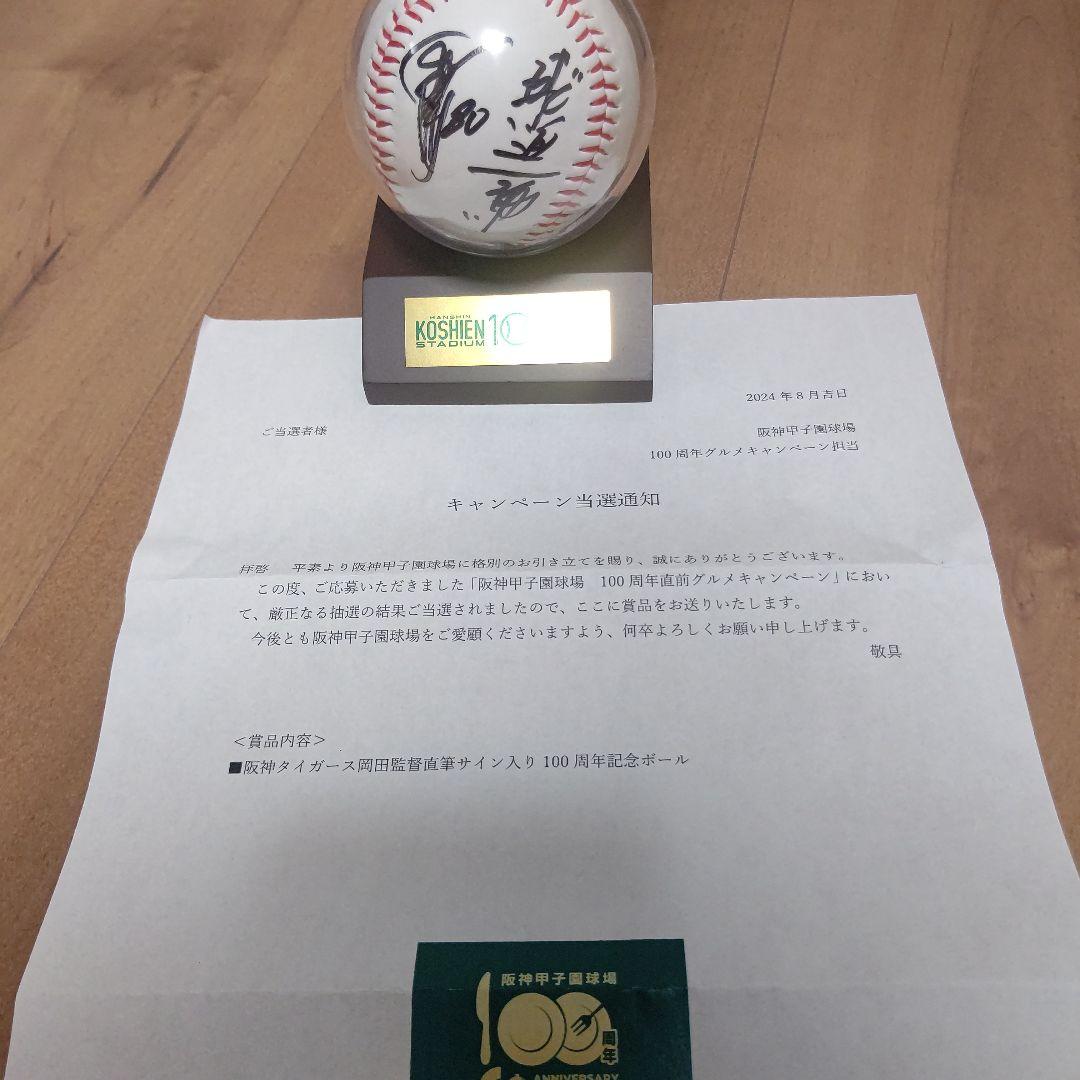 80
HANSHIN
KOSHIEN
STADIUM
10
2024年8月吉日
ご当選者様
阪神甲子園球場
100周年グルメキャンペーン担当
キャンペーン当選通知
拝啓 平素より阪神甲子園球場に格別のお引き立てを賜り、誠にありがとうございます。
この度、ご応募いただきました「阪神甲子園球場 100周年直前グルメキャンペーン」におい
て、厳正なる抽選の結果ご当選されましたので、ここに賞品をお送りいたします。
今後とも阪神甲子園球場をご愛顧くださいますよう、何卒よろしくお願い申し上げます。
敬具
<賞品内容>
■阪神タイガース岡田監督直筆サイン入り100周年記念ボール
阪神甲子園球場
100周年
ANNIVERSARY